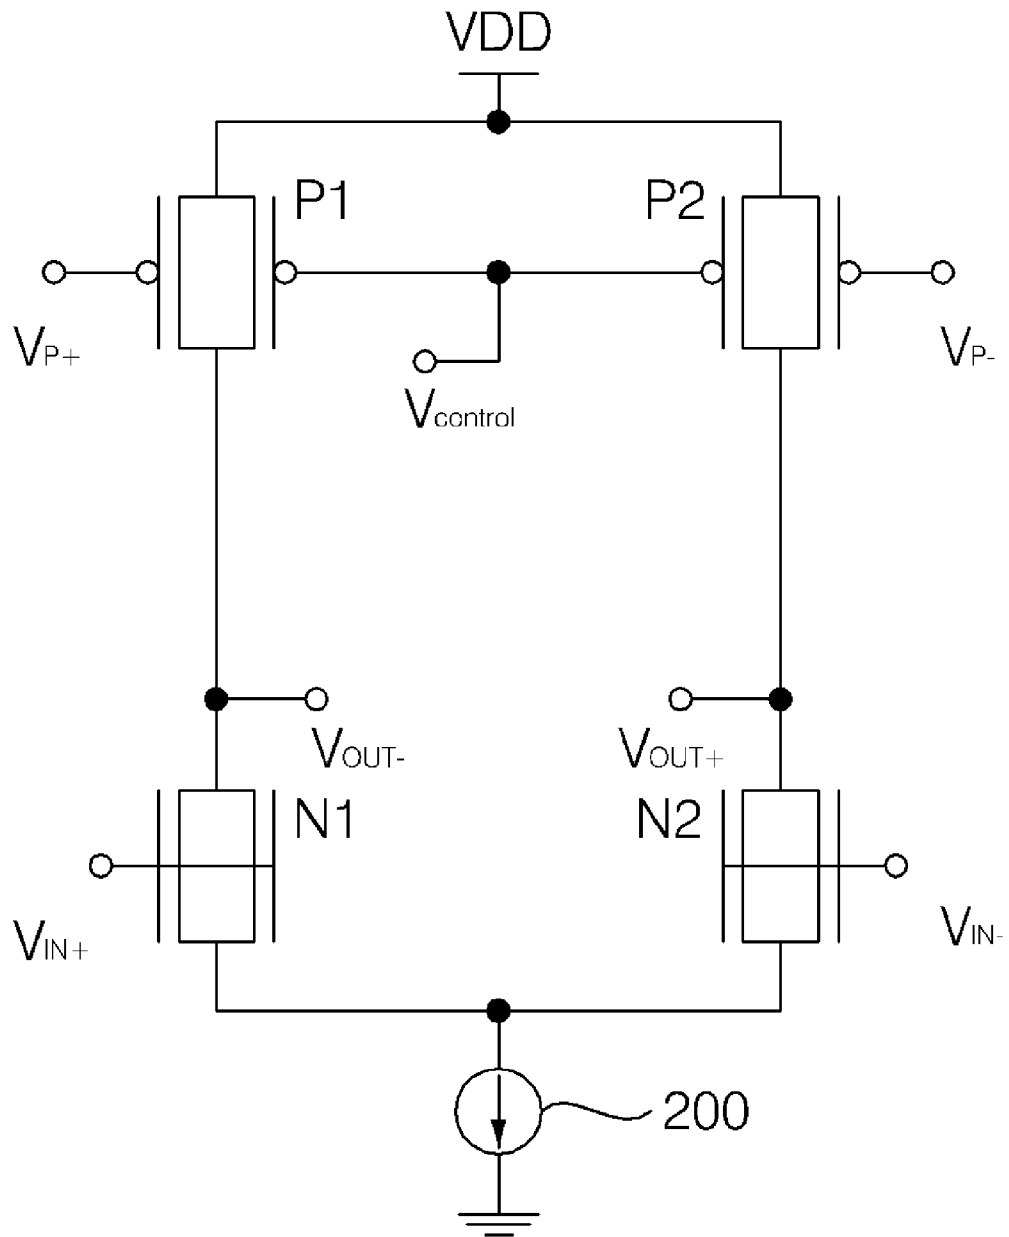 VDD
P1
P2
VP+
VP-
Vcontrol
VOUT-
VOUT+
N1
N2
VIN+
VIN-
200